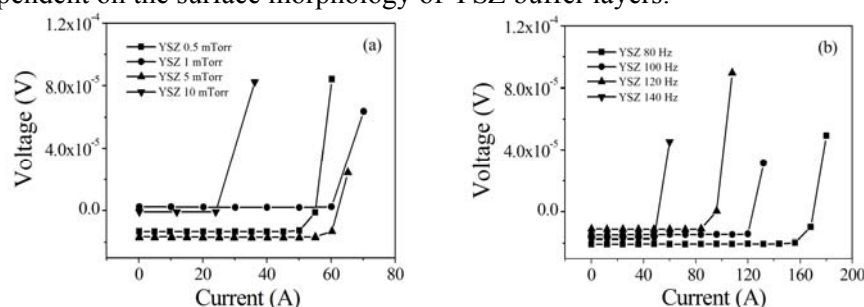 pendent on the surface morphology of YSZ buffer layers.
1.2x10⁻⁴
(a)
YSZ 0.5 mTorr
YSZ 1 mTorr
YSZ 5 mTorr
YSZ 10 mTorr
8.0x10⁻⁵
4.0x10⁻⁵
0.0
Voltage (V)
0 20 40 60 80
Current (A)
1.2x10⁻⁴
(b)
YSZ 80 Hz
YSZ 100 Hz
YSZ 120 Hz
YSZ 140 Hz
8.0x10⁻⁵
4.0x10⁻⁵
0.0
Voltage (V)
0 40 80 120 160 200
Current (A)